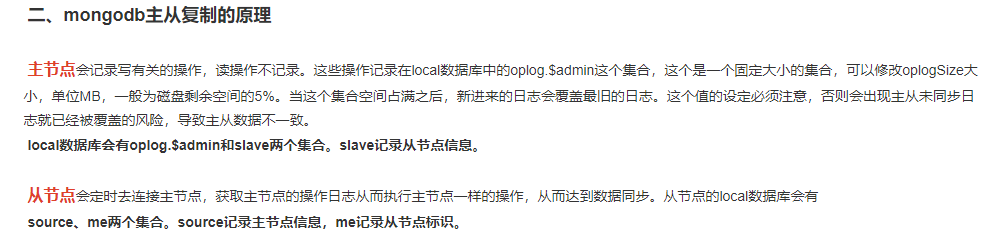 二、mongodb主从复制的原理
主节点会记录写有关的操作，读操作不记录。这些操作记录在local数据库中的oplog.$admin这个集合，这个是一个固定大小的集合，可以修改oplogSize大
小，单位MB，一般为磁盘剩余空间的5%。当这个集合空间占满之后，新进来的日志会覆盖最旧的日志。这个值的设定必须注意，否则会出现主从未同步日
志就已经被覆盖的风险，导致主从数据不一致。
local数据库会有oplog.$admin和slave两个集合。slave记录从节点信息。
从节点会定时去连接主节点，获取主节点的操作日志从而执行主节点一样的操作，从而达到数据同步。从节点的local数据库会有
source、me两个集合。source记录主节点信息，me记录从节点标识。